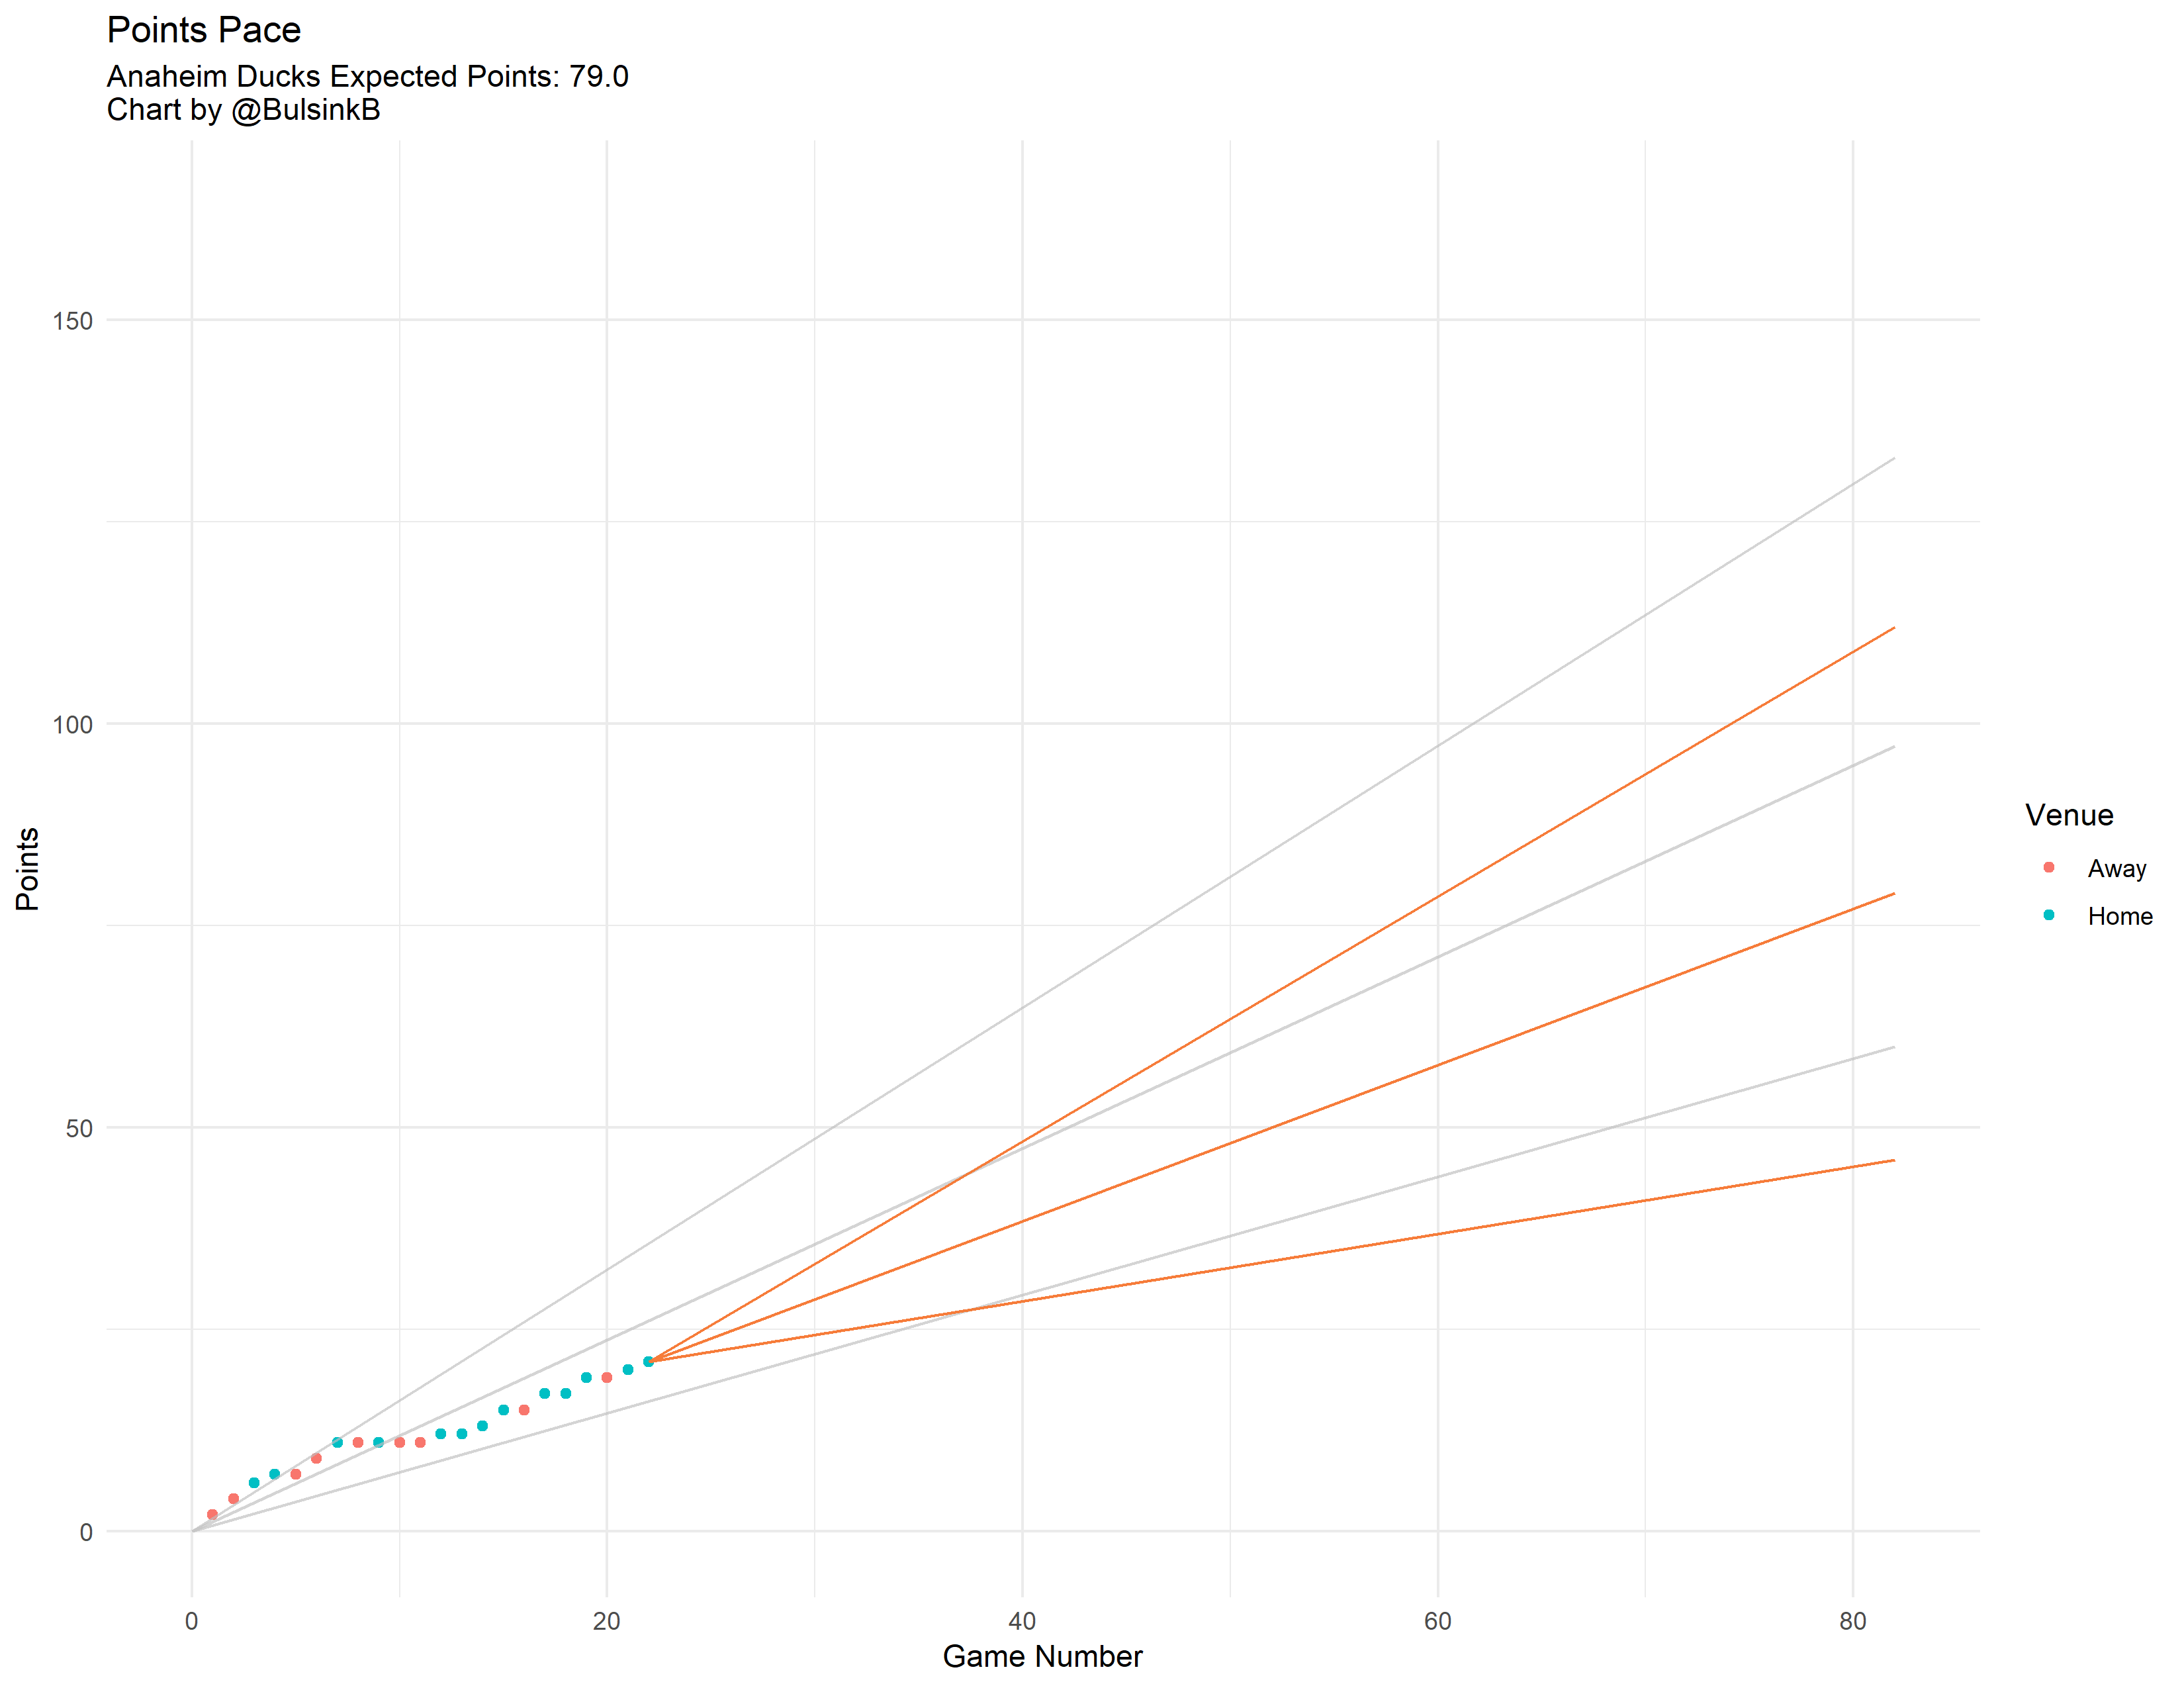 Points Pace
Anaheim Ducks Expected Points: 79.0
Chart by @BulsinkB
150
100
50
0
Points
0 20 40 60 80
Game Number
Venue
Away
Home